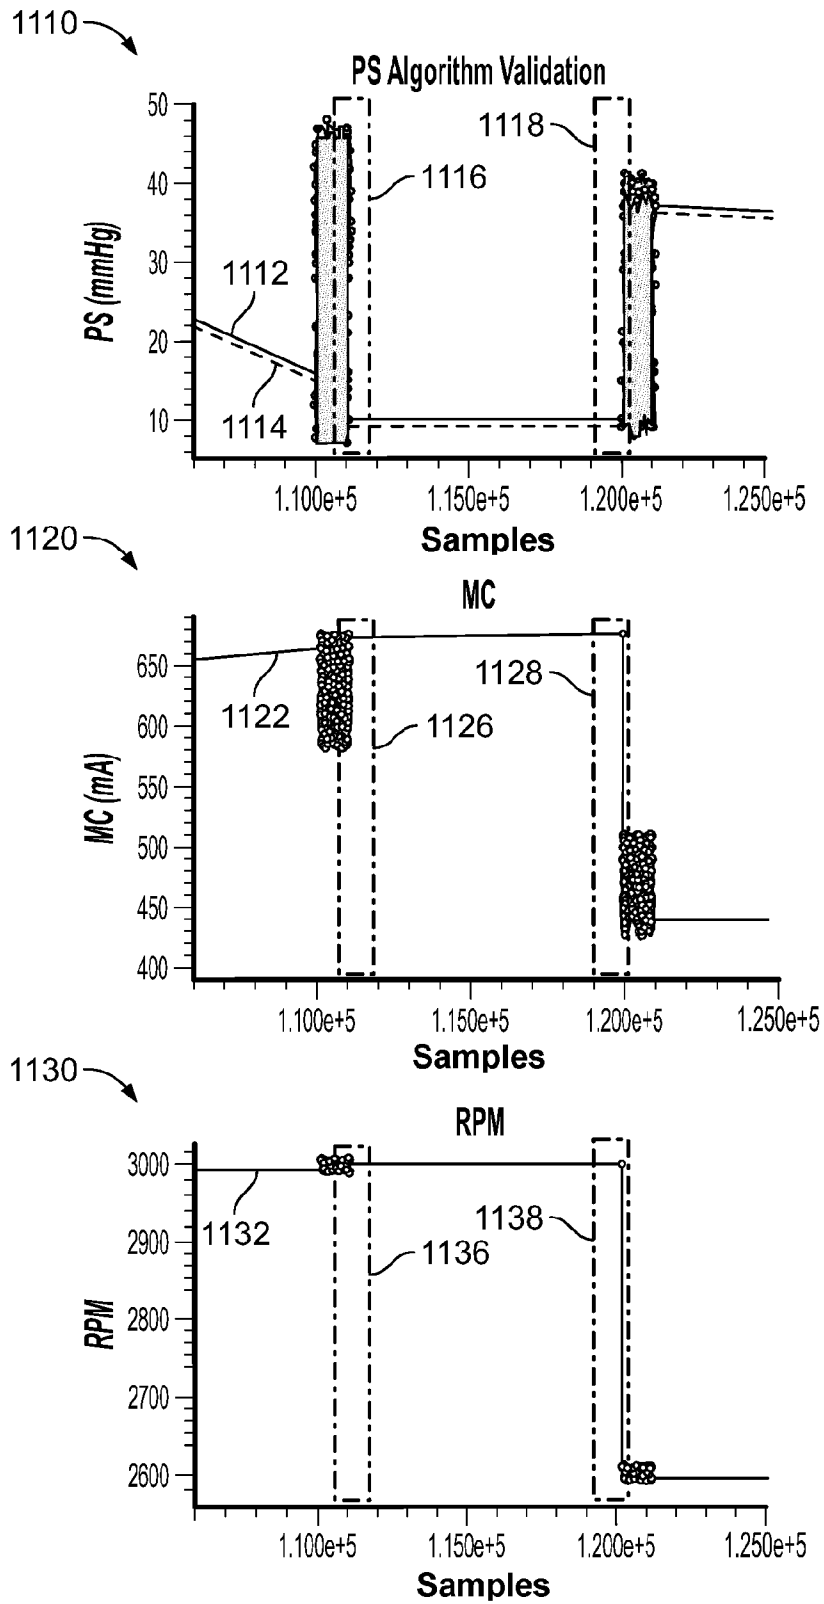 1110
PS Algorithm Validation
PS (mmHg)
50
40
30
20
10
1112
1114
1116
1118
1.100e+5 1.150e+5 1.200e+5 1.250e+5
Samples
1120
MC
MC (mA)
650
600
550
500
450
400
1122
1126
1128
1.100e+5 1.150e+5 1.200e+5 1.250e+5
Samples
1130
RPM
RPM
3000
2900
2800
2700
2600
1132
1136
1138
1.100e+5 1.150e+5 1.200e+5 1.250e+5
Samples